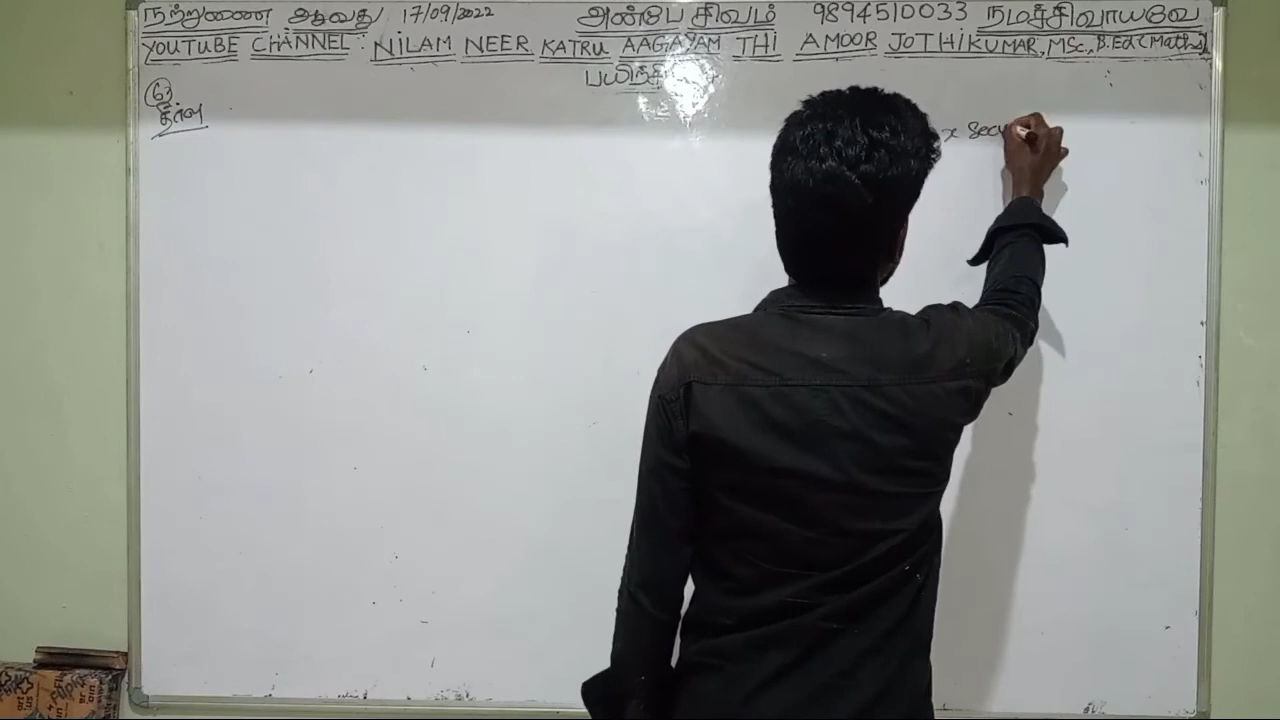 நற்றுணை ஆவது 17/09/2022 அன்பே சிவம் 9894510033 நமச்சிவாயவே
YOUTUBE CHANNEL: NILAM NEER KATRU AAGAYAM THI AMOOR JOTHIKUMAR, MSc., B.Ed (Maths)
6)
தீர்வு
x Sec